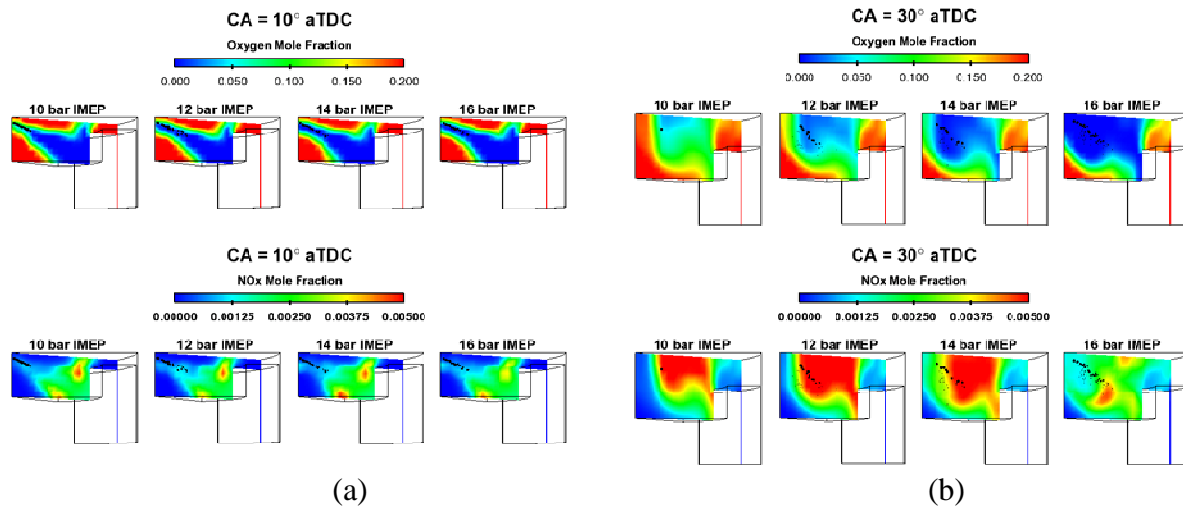 CA = 10° aTDC
Oxygen Mole Fraction
0.000 0.050 0.100 0.150 0.200
10 bar IMEP 12 bar IMEP 14 bar IMEP 16 bar IMEP
CA = 10° aTDC
NOx Mole Fraction
0.00000 0.00125 0.00250 0.00375 0.00500
10 bar IMEP 12 bar IMEP 14 bar IMEP 16 bar IMEP
(a)
CA = 30° aTDC
Oxygen Mole Fraction
0.000 0.050 0.100 0.150 0.200
10 bar IMEP 12 bar IMEP 14 bar IMEP 16 bar IMEP
CA = 30° aTDC
NOx Mole Fraction
0.00000 0.00125 0.00250 0.00375 0.00500
10 bar IMEP 12 bar IMEP 14 bar IMEP 16 bar IMEP
(b)